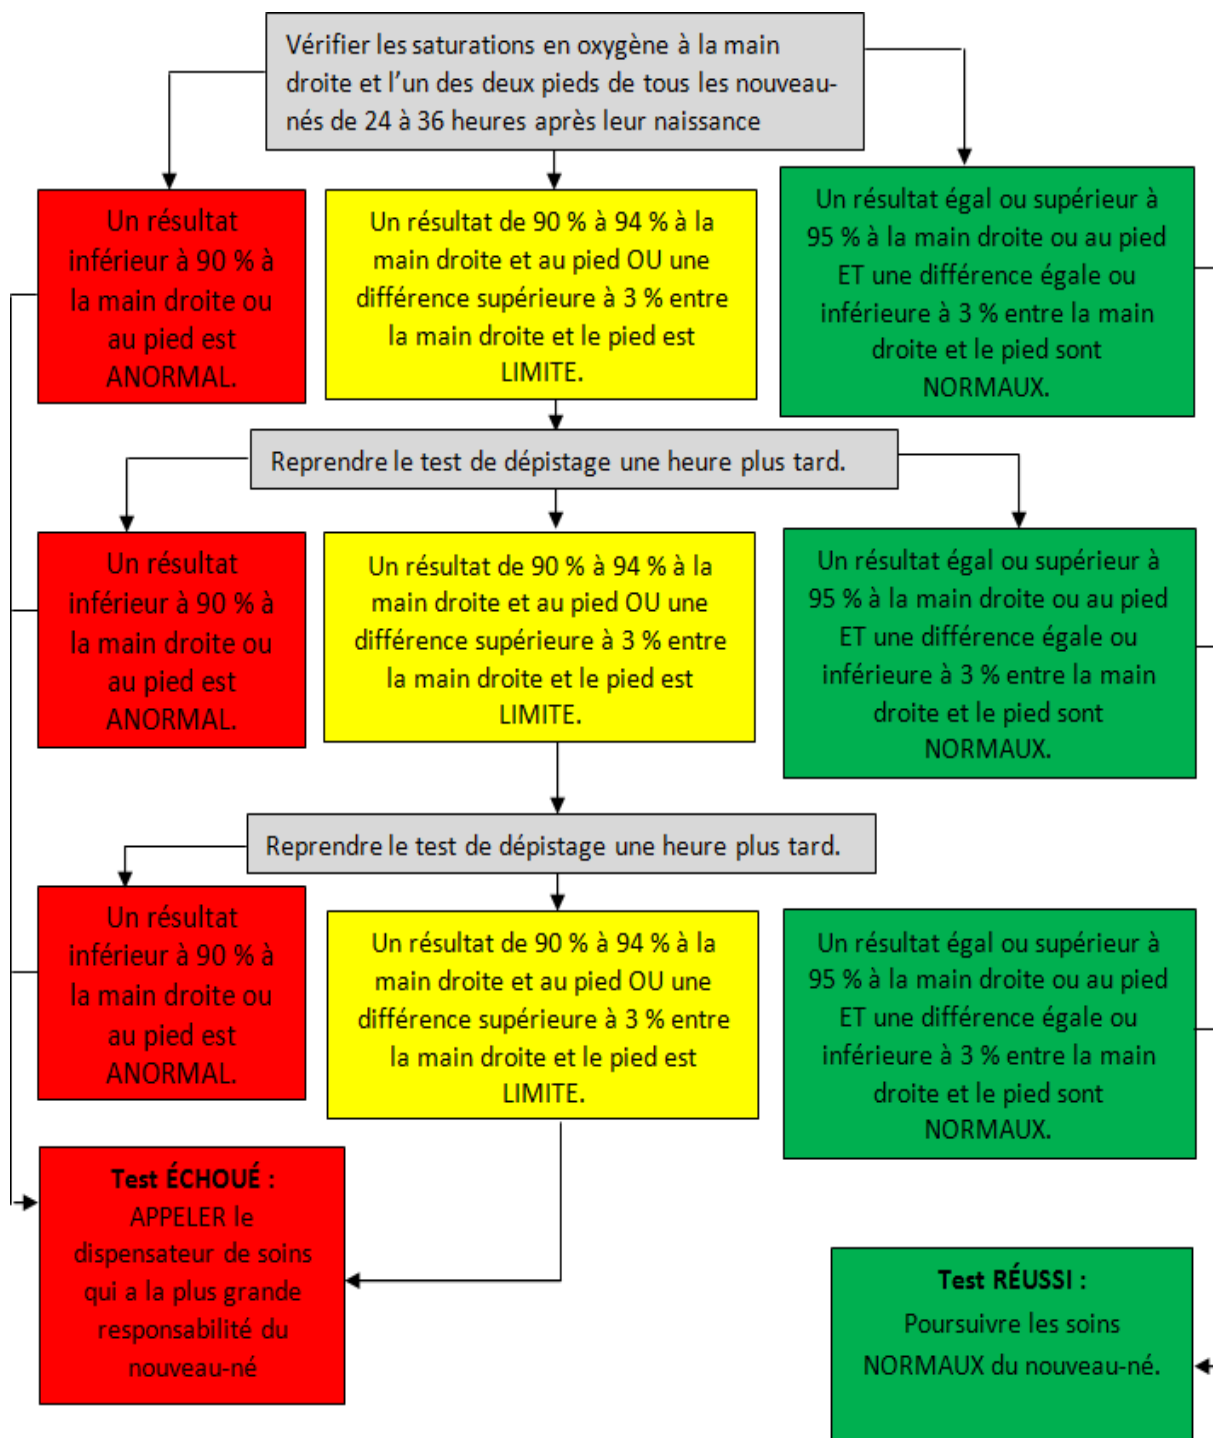 Vérifier les saturations en oxygène à la main
droite et l’un des deux pieds de tous les nouveau-
nés de 24 à 36 heures après leur naissance
Un résultat
inférieur à 90 % à
la main droite ou
au pied est
ANORMAL.
Un résultat de 90 % à 94 % à la
main droite et au pied OU une
différence supérieure à 3 % entre
la main droite et le pied est
LIMITE.
Un résultat égal ou supérieur à
95 % à la main droite ou au pied
ET une différence égale ou
inférieure à 3 % entre la main
droite et le pied sont
NORMAUX.
Reprendre le test de dépistage une heure plus tard.
Un résultat
inférieur à 90 % à
la main droite ou
au pied est
ANORMAL.
Un résultat de 90 % à 94 % à la
main droite et au pied OU une
différence supérieure à 3 % entre
la main droite et le pied est
LIMITE.
Un résultat égal ou supérieur à
95 % à la main droite ou au pied
ET une différence égale ou
inférieure à 3 % entre la main
droite et le pied sont
NORMAUX.
Reprendre le test de dépistage une heure plus tard.
Un résultat
inférieur à 90 % à
la main droite ou
au pied est
ANORMAL.
Un résultat de 90 % à 94 % à la
main droite et au pied OU une
différence supérieure à 3 % entre
la main droite et le pied est
LIMITE.
Un résultat égal ou supérieur à
95 % à la main droite ou au pied
ET une différence égale ou
inférieure à 3 % entre la main
droite et le pied sont
NORMAUX.
Test ÉCHOUÉ :
APPELER le
dispensateur de soins
qui a la plus grande
responsabilité du
nouveau-né
Test RÉUSSI :
Poursuivre les soins
NORMAUX du nouveau-né.